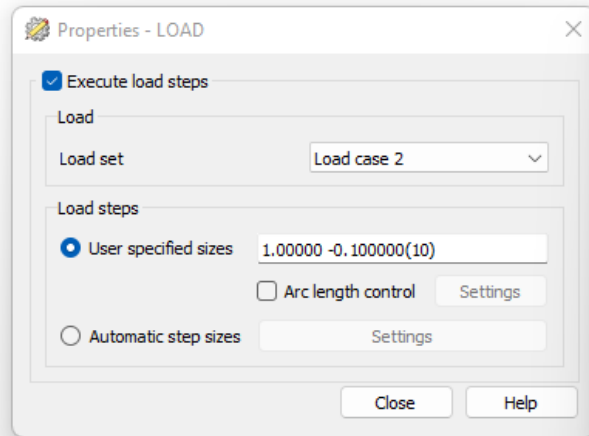 Properties - LOAD
Execute load steps
Load
Load set Load case 2
Load steps
User specified sizes 1.00000 -0.100000(10)
Arc length control Settings
Automatic step sizes Settings
Close Help